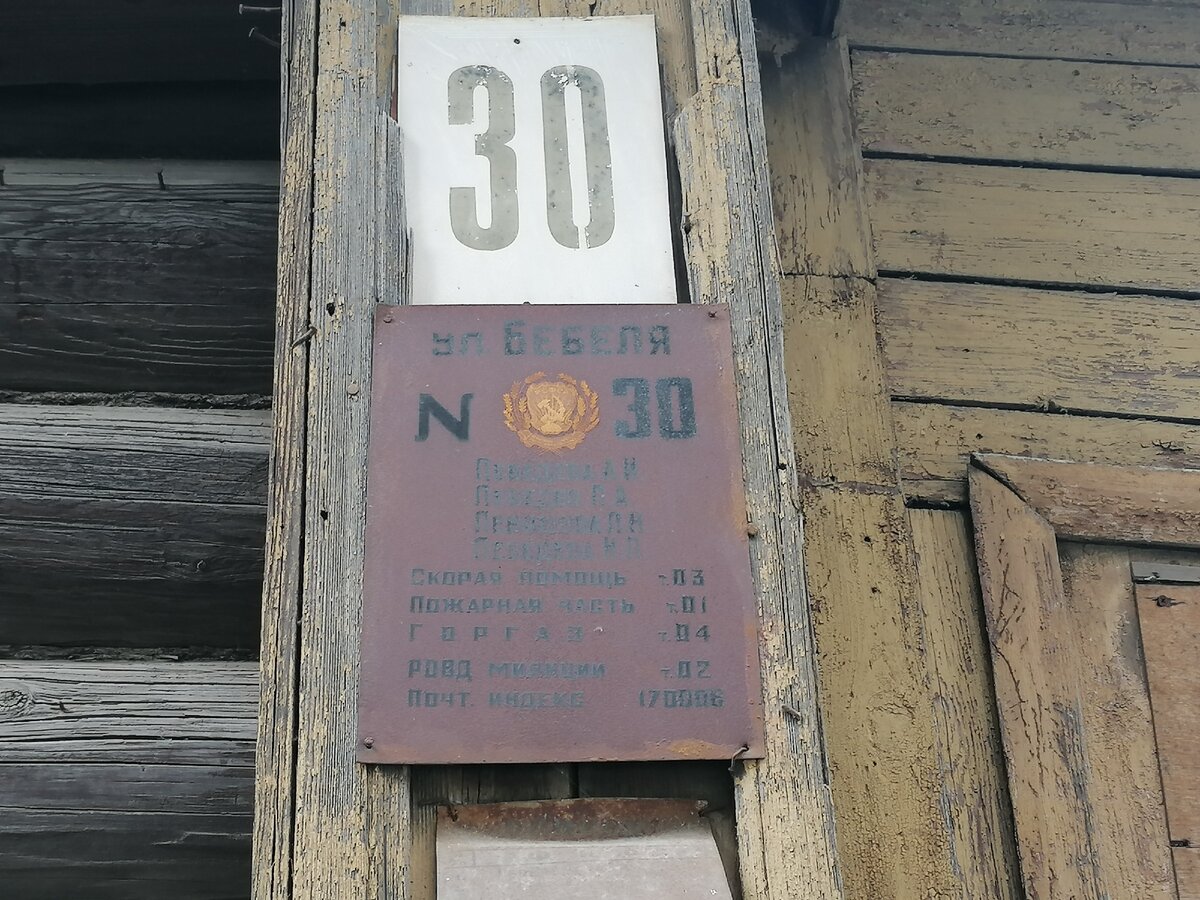 30
ул. БЕБЕЛЯ
N 30
А.И.
Скорая помощь т.03
Пожарная часть т.01
Горгаз т.04
РОВД милиции т.02
Почт. индекс 170006